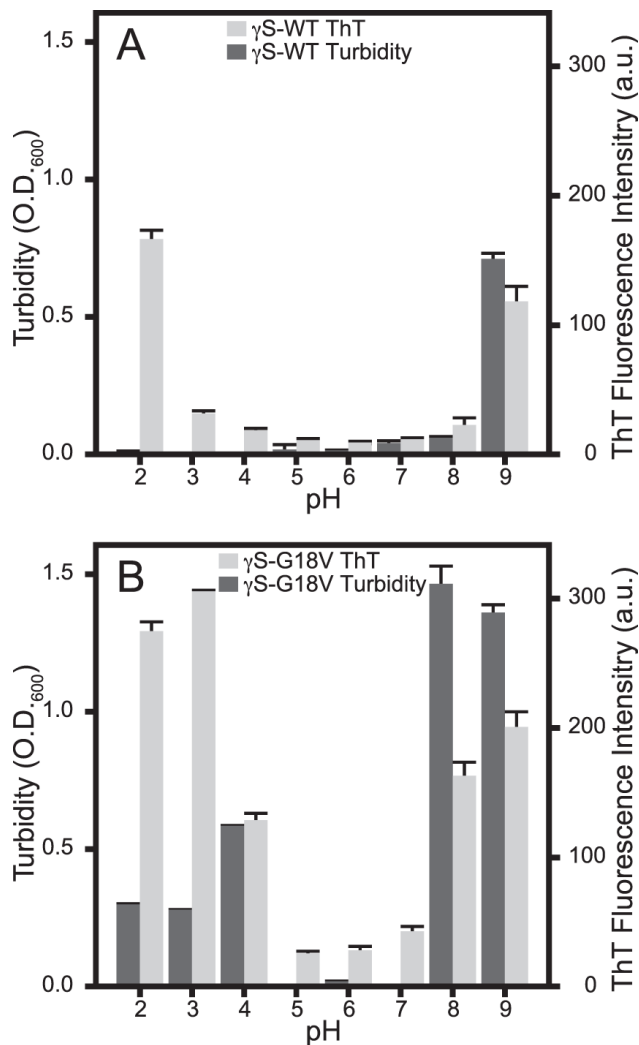 A
γS-WT ThT
γS-WT Turbidity
Turbidity (O.D.600)
1.5
1.0
0.5
0.0
ThT Fluorescence Intensitry (a.u.)
300
200
100
0
2 3 4 5 6 7 8 9
pH
B
γS-G18V ThT
γS-G18V Turbidity
Turbidity (O.D.600)
1.5
1.0
0.5
0.0
ThT Fluorescence Intensitry (a.u.)
300
200
100
0
2 3 4 5 6 7 8 9
pH